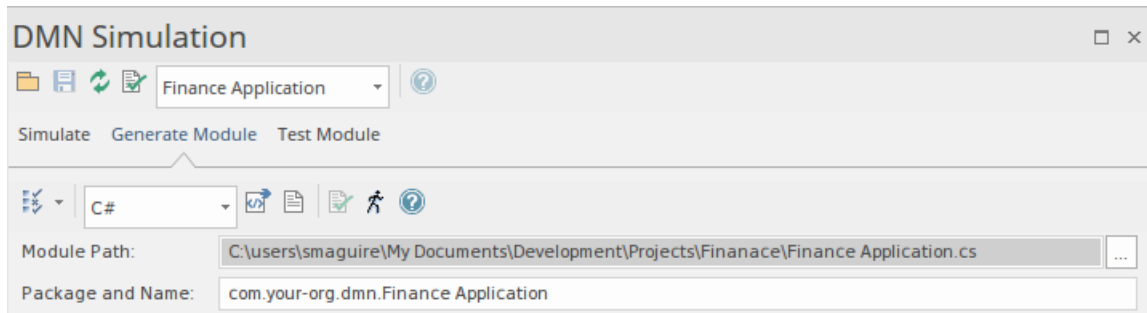 DMN Simulation
Finance Application
Simulate Generate Module Test Module
C#
Module Path: C:\users\smaguire\My Documents\Development\Projects\Finanace\Finance Application.cs ...
Package and Name: com.your-org.dmn.Finance Application